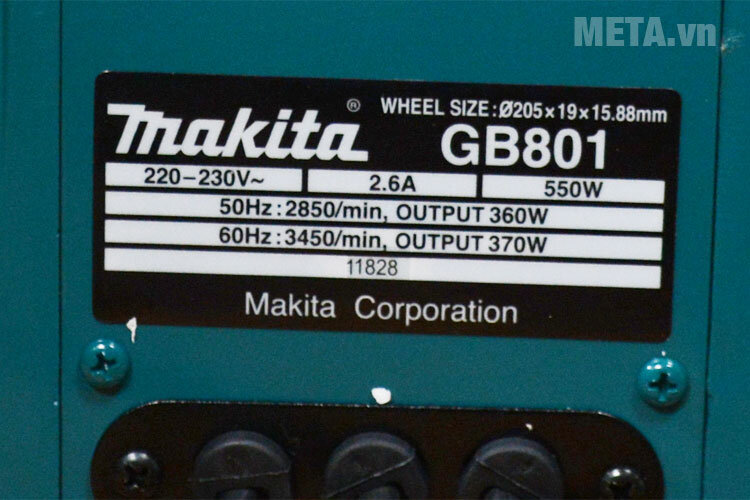 META.vn
WHEEL SIZE:Ø205×19×15.88mm
makita® GB801
220–230V~ 2.6A 550W
50Hz:2850/min, OUTPUT 360W
60Hz:3450/min, OUTPUT 370W
11828
Makita Corporation